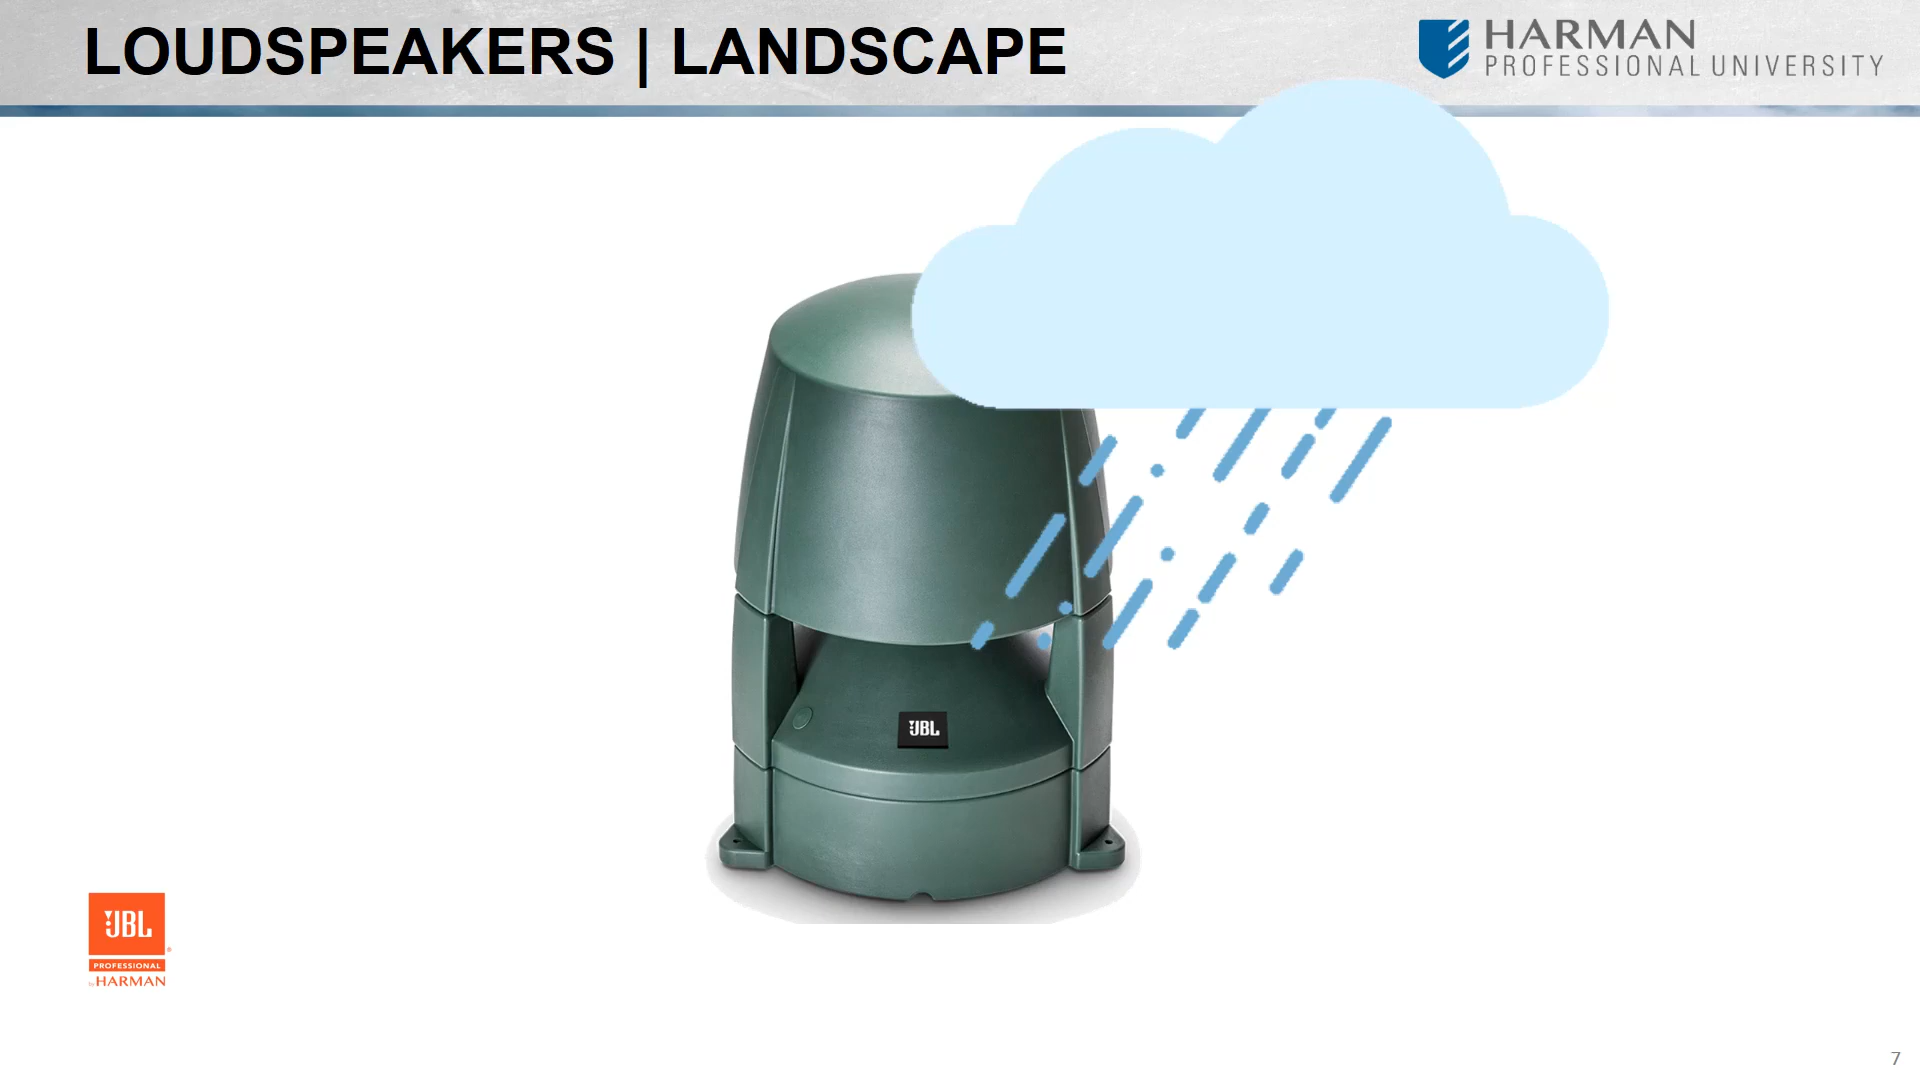 LOUDSPEAKERS | LANDSCAPE
HARMAN
PROFESSIONAL UNIVERSITY
JBL
JBL
®
PROFESSIONAL
by HARMAN
7